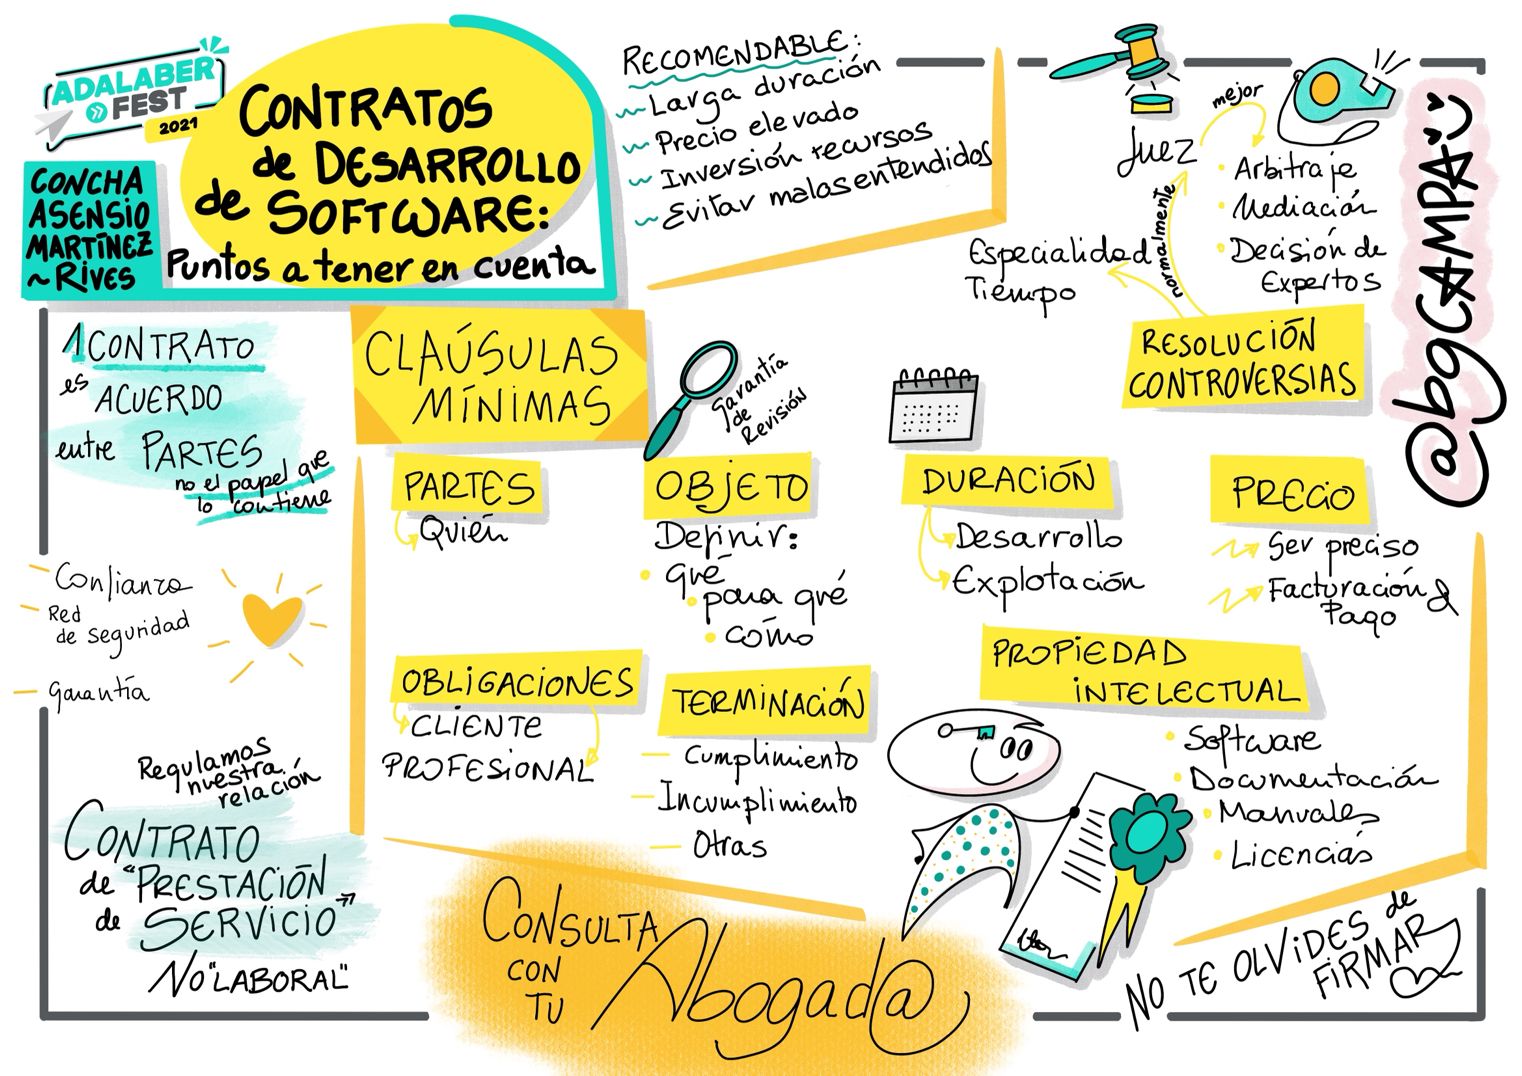 ADALABER
FEST
2021
CONCHA
ASENSIO
MARTÍNEZ
~RIVES
CONTRATOS
de DESARROLLO
de SOFTWARE:
Puntos a tener en cuenta
RECOMENDABLE:
Larga duración
Precio elevado
Inversión recursos
Evitar malos entendidos
Juez
mejor
Arbitraje
Mediación
Decisión de
Expertos
normalmente
Especialidad
Tiempo
RESOLUCIÓN
CONTROVERSIAS
@bgCAMPA
1 CONTRATO
es
ACUERDO
entre PARTES
no el papel que
lo contiene
Confianza
Red
de seguridad
garantía
Regulamos
nuestra
relación
CONTRATO
de "PRESTACIÓN
de SERVICIO"
NO "LABORAL"
CLAÚSULAS
MÍNIMAS
PARTES
Quién
Garantía
de
Revisión
OBJETO
Definir:
qué
para qué
cómo
DURACIÓN
Desarrollo
Explotación
PRECIO
Ser preciso
Facturación &
Pago
OBLIGACIONES
CLIENTE
PROFESIONAL
TERMINACIÓN
Cumplimiento
Incumplimiento
Otras
PROPIEDAD
INTELECTUAL
Software
Documentación
Manuales
Licencias
CONSULTA
CON
TU
Abogad@
NO TE OLVIDES de
FIRMAR